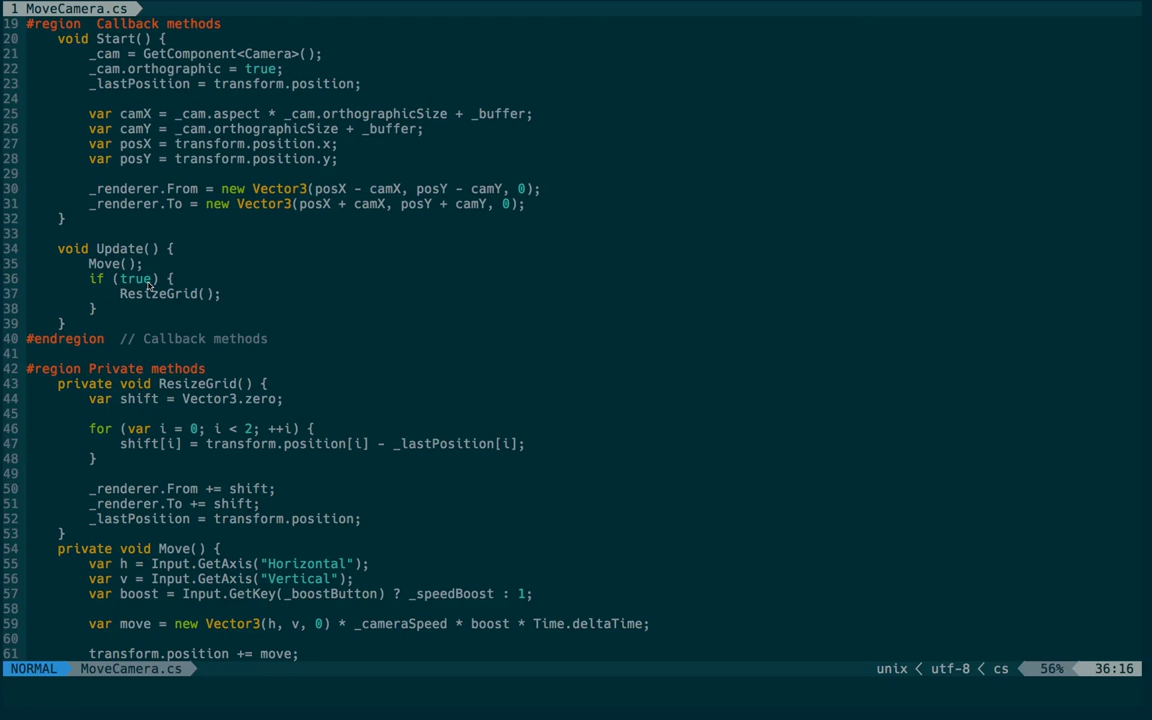 1 MoveCamera.cs
19 #region  Callback methods
20     void Start() {
21         _cam = GetComponent<Camera>();
22         _cam.orthographic = true;
23         _lastPosition = transform.position;
24
25         var camX = _cam.aspect * _cam.orthographicSize + _buffer;
26         var camY = _cam.orthographicSize + _buffer;
27         var posX = transform.position.x;
28         var posY = transform.position.y;
29
30         _renderer.From = new Vector3(posX - camX, posY - camY, 0);
31         _renderer.To = new Vector3(posX + camX, posY + camY, 0);
32     }
33
34     void Update() {
35         Move();
36         if (true) {
37             ResizeGrid();
38         }
39     }
40 #endregion  // Callback methods
41
42 #region Private methods
43     private void ResizeGrid() {
44         var shift = Vector3.zero;
45
46         for (var i = 0; i < 2; ++i) {
47             shift[i] = transform.position[i] - _lastPosition[i];
48         }
49
50         _renderer.From += shift;
51         _renderer.To += shift;
52         _lastPosition = transform.position;
53     }
54     private void Move() {
55         var h = Input.GetAxis("Horizontal");
56         var v = Input.GetAxis("Vertical");
57         var boost = Input.GetKey(_boostButton) ? _speedBoost : 1;
58
59         var move = new Vector3(h, v, 0) * _cameraSpeed * boost * Time.deltaTime;
60
61         transform.position += move;
NORMAL MoveCamera.cs unix < utf-8 < cs 56% 36:16